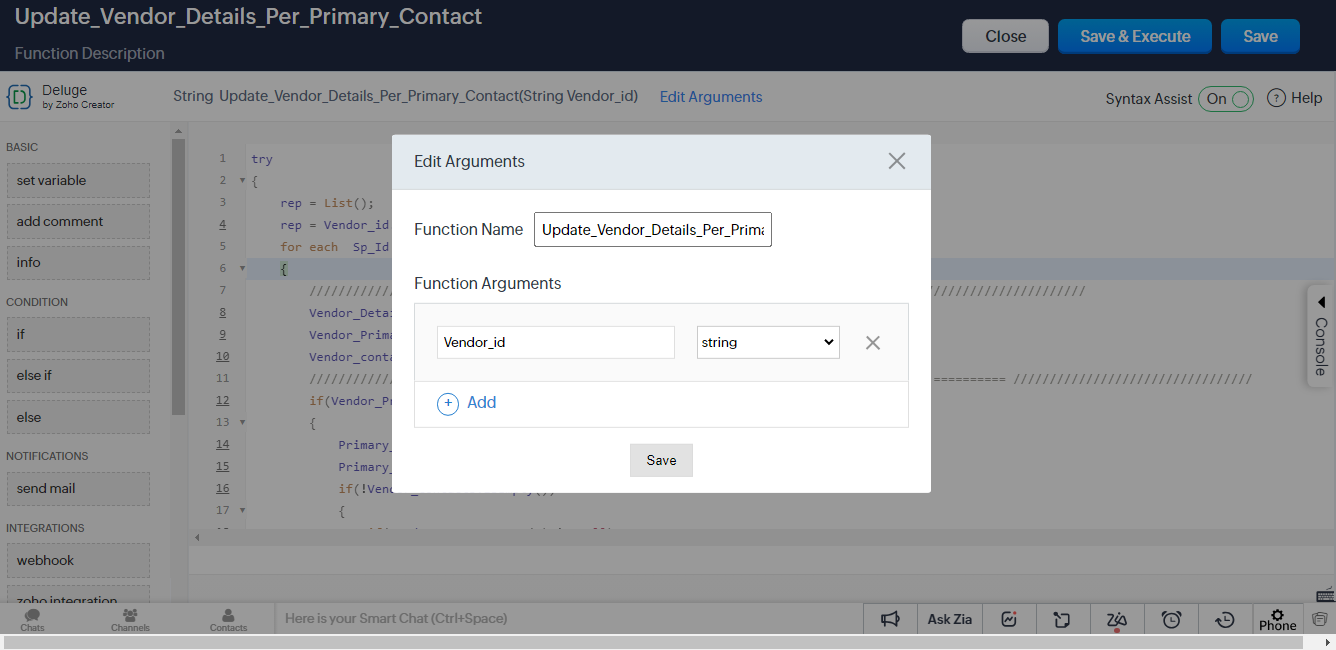 Update_Vendor_Details_Per_Primary_Contact
Function Description
Close
Save & Execute
Save
Deluge
by Zoho Creator
String Update_Vendor_Details_Per_Primary_Contact(String Vendor_id)
Edit Arguments
Syntax Assist
On
? Help
BASIC
set variable
add comment
info
CONDITION
if
else if
else
NOTIFICATIONS
send mail
INTEGRATIONS
webhook
zoho integration
1 try
2 {
3 rep = List();
4 rep = Vendor_id
5 for each Sp_Id
6 {
7
8 Vendor_Detai
9 Vendor_Prima
10 Vendor_conta
11
12 if(Vendor_Pr
13 {
14 Primary_
15 Primary_
16 if(!Vend
17 {
Edit Arguments
Function Name
Update_Vendor_Details_Per_Prima
Function Arguments
Vendor_id
string
+ Add
Save
Console
Chats
Channels
Contacts
Here is your Smart Chat (Ctrl+Space)
Ask Zia
Phone